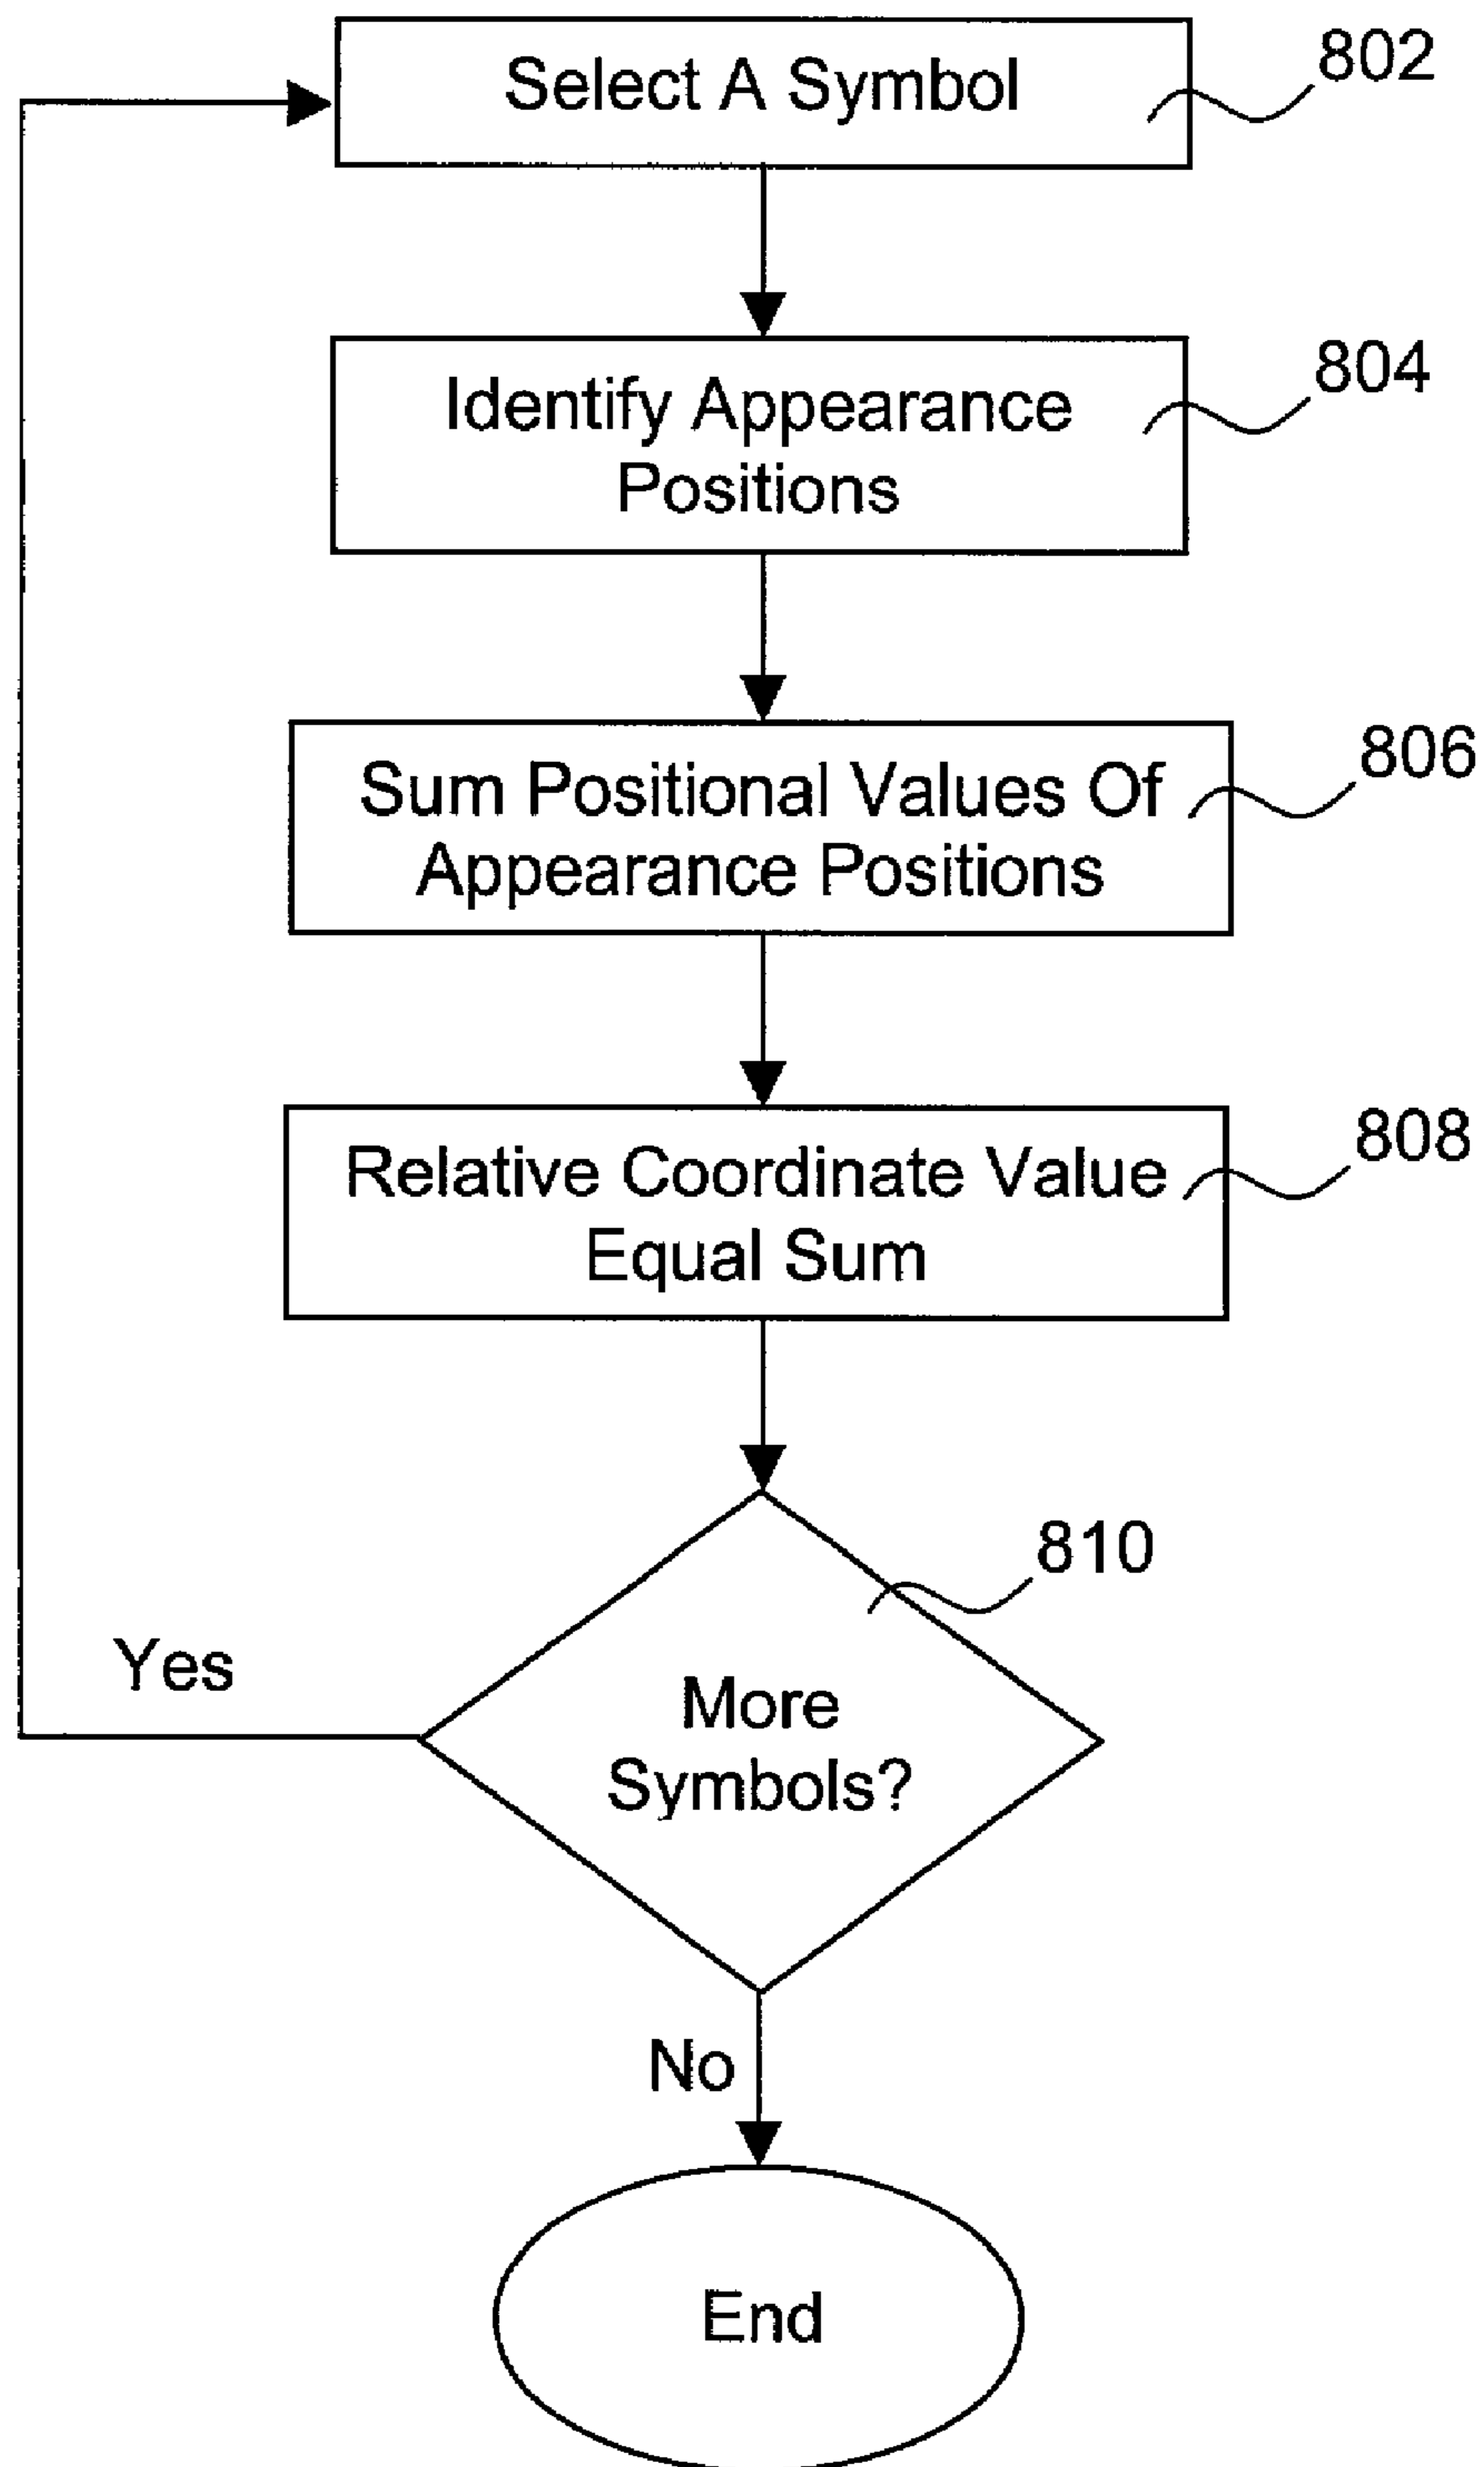 Select A Symbol
802
Identify Appearance
Positions
804
Sum Positional Values Of
Appearance Positions
806
Relative Coordinate Value
Equal Sum
808
810
More
Symbols?
Yes
No
End